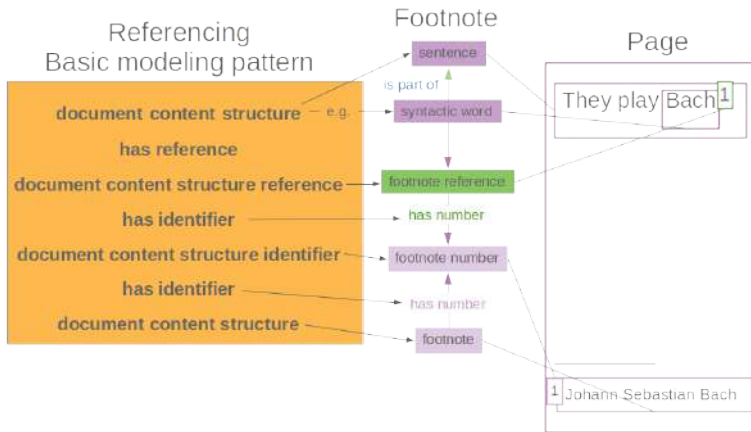 Referencing
Basic modeling pattern
document content structure
e.g.
has reference
document content structure reference
has identifier
document content structure identifier
has identifier
document content structure
Footnote
sentence
is part of
syntactic word
footnote reference
has number
footnote number
has number
footnote
Page
They play Bach 1
1 Johann Sebastian Bach